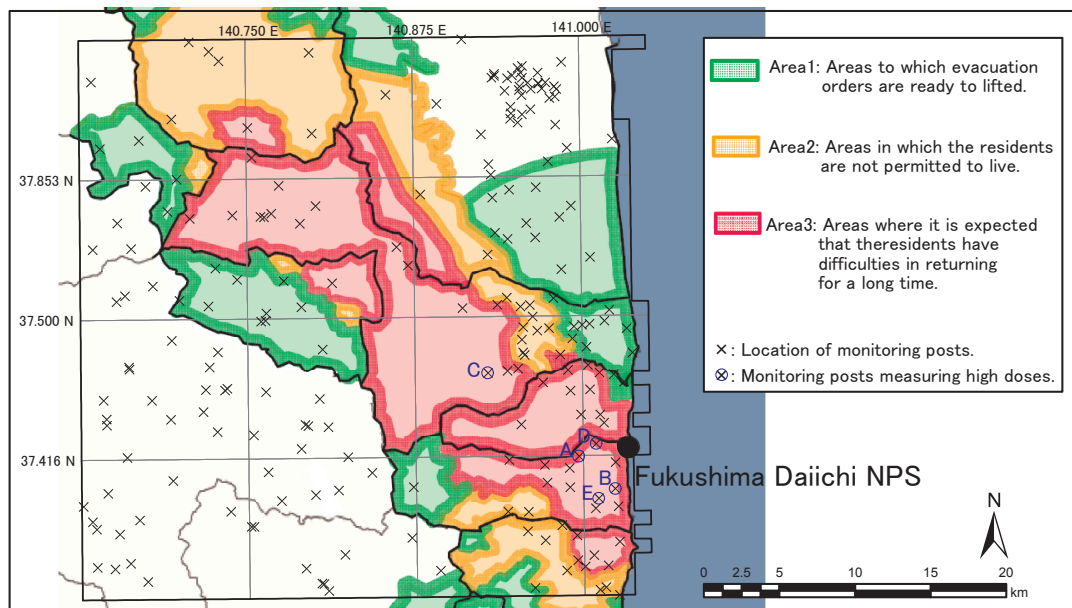 140.750 E
140.875 E
141.000 E
37.853 N
37.500 N
37.416 N
C
D
A
B
E
Fukushima Daiichi NPS
Area1: Areas to which evacuation
orders are ready to lifted.
Area2: Areas in which the residents
are not permitted to live.
Area3: Areas where it is expected
that theresidents have
difficulties in returning
for a long time.
×: Location of monitoring posts.
⊗: Monitoring posts measuring high doses.
N
0 2.5 5 10 15 20
km